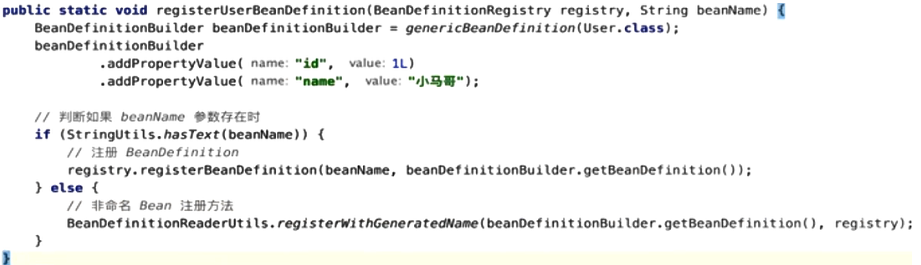 public static void registerUserBeanDefinition(BeanDefinitionRegistry registry, String beanName) {
    BeanDefinitionBuilder beanDefinitionBuilder = genericBeanDefinition(User.class);
    beanDefinitionBuilder
            .addPropertyValue( name: "id",  value: 1L)
            .addPropertyValue( name: "name",  value: "小马哥");

    // 判断如果 beanName 参数存在时
    if (StringUtils.hasText(beanName)) {
        // 注册 BeanDefinition
        registry.registerBeanDefinition(beanName, beanDefinitionBuilder.getBeanDefinition());
    } else {
        // 非命名 Bean 注册方法
        BeanDefinitionReaderUtils.registerWithGeneratedName(beanDefinitionBuilder.getBeanDefinition(), registry);
    }
}